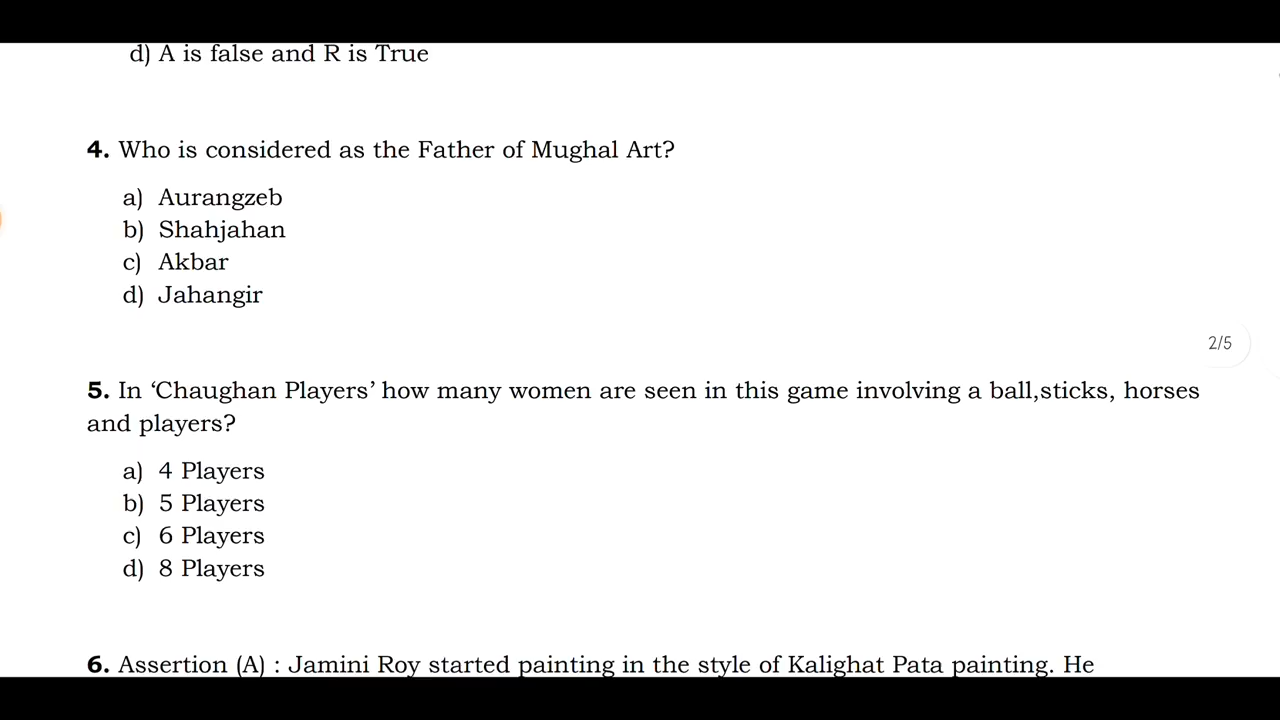 d) A is false and R is True
4. Who is considered as the Father of Mughal Art?
a) Aurangzeb
b) Shahjahan
c) Akbar
d) Jahangir
2/5
5. In ‘Chaughan Players’ how many women are seen in this game involving a ball,sticks, horses
and players?
a) 4 Players
b) 5 Players
c) 6 Players
d) 8 Players
6. Assertion (A) : Jamini Roy started painting in the style of Kalighat Pata painting. He